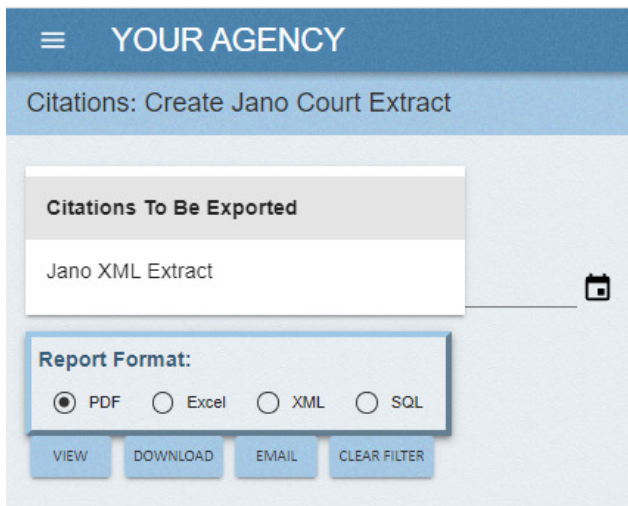 YOUR AGENCY
Citations: Create Jano Court Extract
Citations To Be Exported
Jano XML Extract
Report Format:
PDF Excel XML SQL
VIEW DOWNLOAD EMAIL CLEAR FILTER